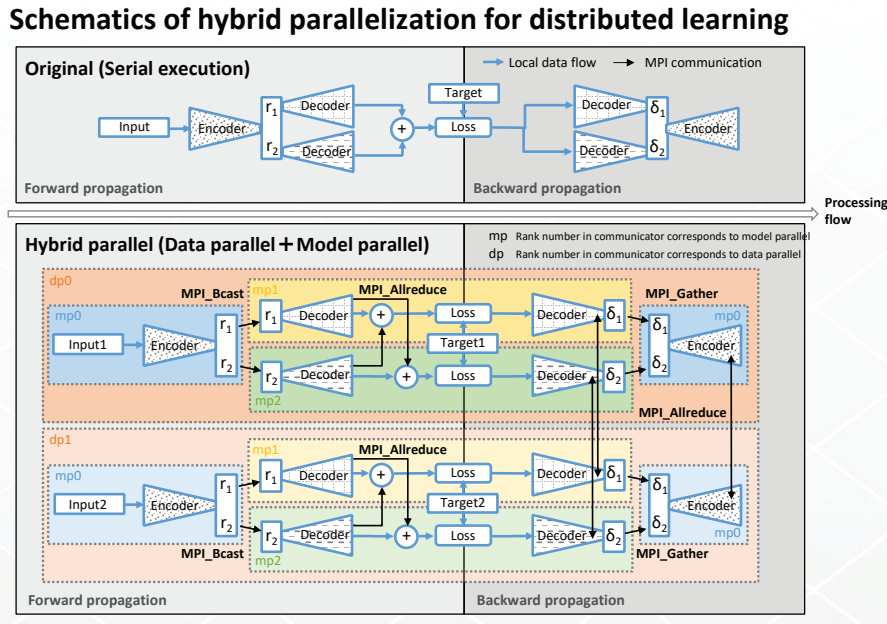 Schematics of hybrid parallelization for distributed learning
Original (Serial execution)
Local data flow
MPI communication
Input
Encoder
r1
r2
Decoder
Decoder
+
Target
Loss
Decoder
Decoder
δ1
δ2
Encoder
Forward propagation
Backward propagation
Processing
flow
Hybrid parallel (Data parallel+Model parallel)
mp Rank number in communicator corresponds to model parallel
dp Rank number in communicator corresponds to data parallel
dp0
MPI_Bcast
mp1
MPI_Allreduce
MPI_Gather
mp0
mp0
Input1
Encoder
r1
r2
r1
Decoder
+
Loss
Decoder
δ1
Target1
r2
Decoder
+
Loss
Decoder
δ2
mp2
δ1
δ2
Encoder
MPI_Allreduce
dp1
mp0
mp1
MPI_Allreduce
Input2
Encoder
r1
r2
r1
Decoder
+
Loss
Decoder
δ1
Target2
r2
Decoder
+
Loss
Decoder
δ2
mp2
δ1
δ2
Encoder
mp0
MPI_Bcast
MPI_Gather
Forward propagation
Backward propagation